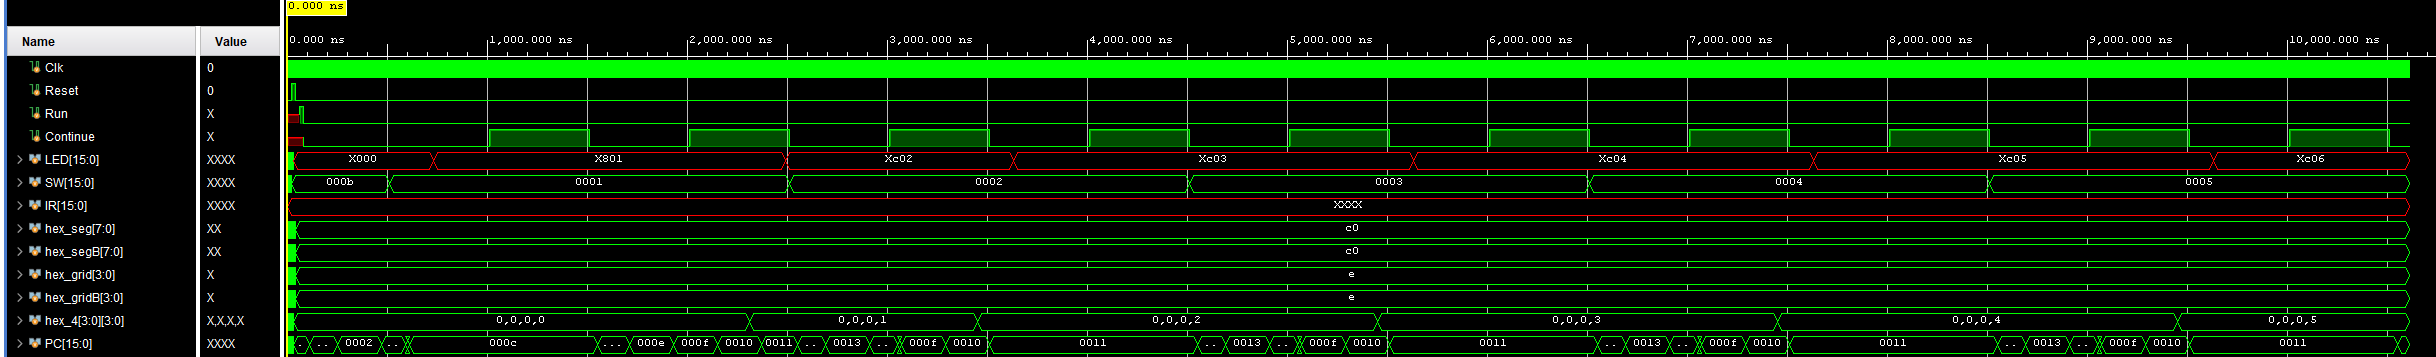 0.000 ns
0.000 ns 1,000.000 ns 2,000.000 ns 3,000.000 ns 4,000.000 ns 5,000.000 ns 6,000.000 ns 7,000.000 ns 8,000.000 ns 9,000.000 ns 10,000.000 ns
Name Value
Clk 0
Reset 0
Run X
Continue X
LED[15:0] XXXX X000 X801 Xc02 Xc03 Xc04 Xc05 Xc06
SW[15:0] XXXX 000b 0001 0002 0003 0004 0005
IR[15:0] XXXX XXXX
hex_seg[7:0] XX c0
hex_segB[7:0] XX c0
hex_grid[3:0] X e
hex_gridB[3:0] X e
hex_4[3:0][3:0] X,X,X,X 0,0,0,0 0,0,0,1 0,0,0,2 0,0,0,3 0,0,0,4 0,0,0,5
PC[15:0] XXXX .. .. 0002 .. 000c .. 000e 000f 0010 0011 .. 0013 .. 000f 0010 0011 .. 0013 .. 000f 0010 0011 .. 0013 .. 000f 0010 0011 .. 0013 .. 000f 0010 0011